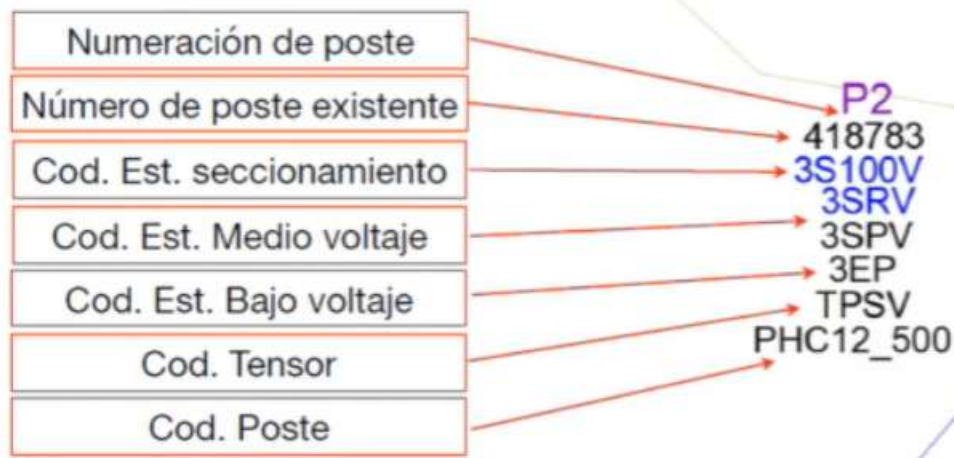 Numeración de poste
Número de poste existente
Cod. Est. seccionamiento
Cod. Est. Medio voltaje
Cod. Est. Bajo voltaje
Cod. Tensor
Cod. Poste
P2
418783
3S100V
3SRV
3SPV
3EP
TPSV
PHC12_500